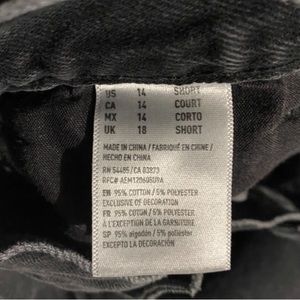 US 14 SHORT
CA 14 COURT
MX 14 CORTO
UK 18 SHORT
MADE IN CHINA / FABRIQUÉ EN CHINE /
HECHO EN CHINA
RN 54485/CA 03873
EN: 95% COTTON / 5% POLYESTER
EXCLUSIVE OF DECORATION
FR: 95% COTON / 5% POLYESTER
À L'EXCEPTION DE LA GARNITURE
SP: 95% algodón / 5% poliéster
EXCEPTO LA DECORACIÓN